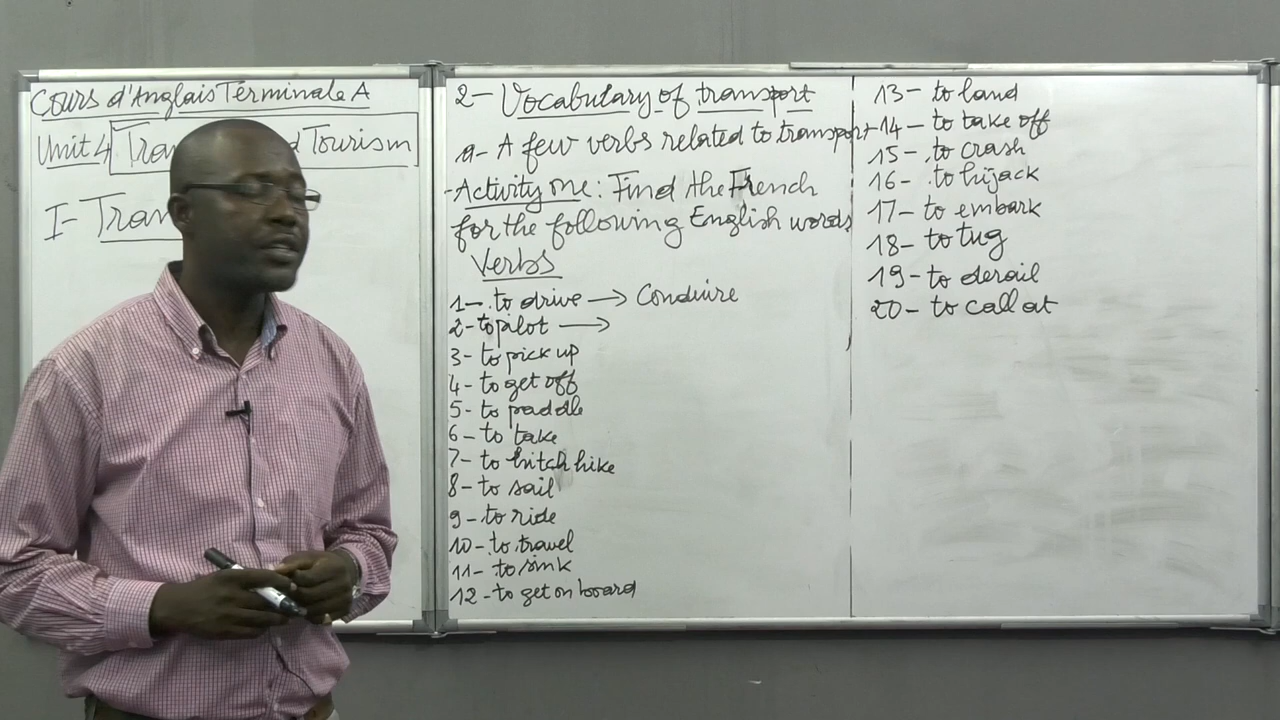 Cours d'Anglais Terminale A
Unit 4 Tourism
I-
2- Vocabulary of transport
a- A few verbs related to transport
- Activity one: Find the French
for the following English words
Verbs
1- to drive → Conduire
2- to pilot →
3- to pick up
4- to get off
5- to paddle
6- to take
7- to hitch hike
8- to sail
9- to ride
10- to travel
11- to sink
12- to get on board
13- to land
14- to take off
15- to crash
16- to hijack
17- to embark
18- to tug
19- to derail
20- to call at